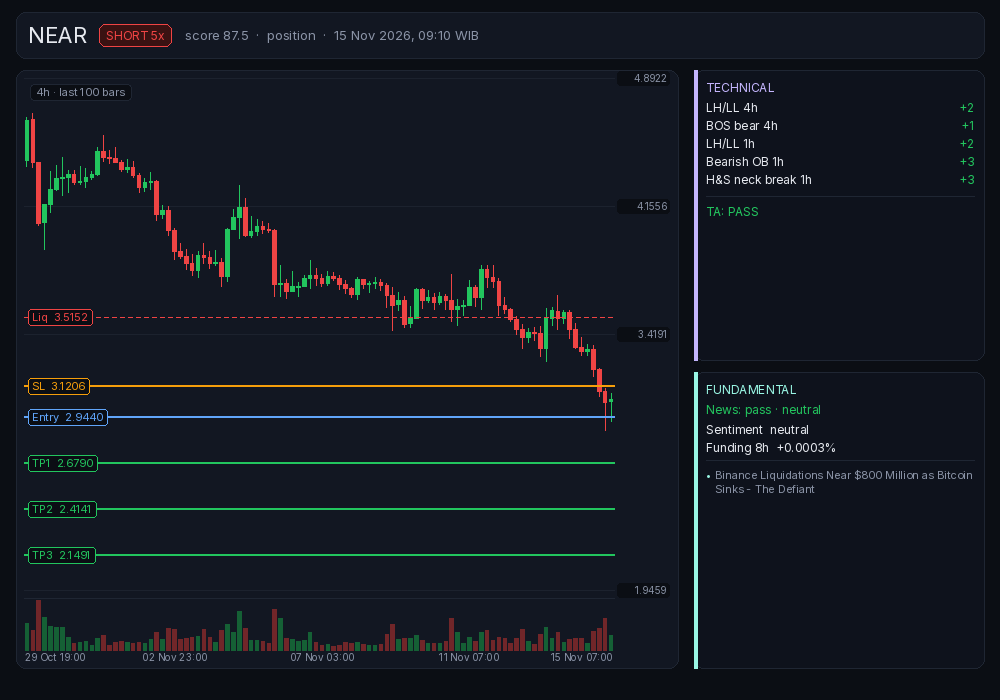 NEAR SHORT 5x score 87.5 · position · 15 Nov 2026, 09:10 WIB
4h · last 100 bars
4.8922
4.1556
Liq 3.5152
3.4191
SL 3.1206
Entry 2.9440
TP1 2.6790
TP2 2.4141
TP3 2.1491
1.9459
29 Oct 19:00 02 Nov 23:00 07 Nov 03:00 11 Nov 07:00 15 Nov 07:00
TECHNICAL
LH/LL 4h +2
BOS bear 4h +1
LH/LL 1h +2
Bearish OB 1h +3
H&S neck break 1h +3
TA: PASS
FUNDAMENTAL
News: pass · neutral
Sentiment neutral
Funding 8h +0.0003%
• Binance Liquidations Near $800 Million as Bitcoin
Sinks - The Defiant